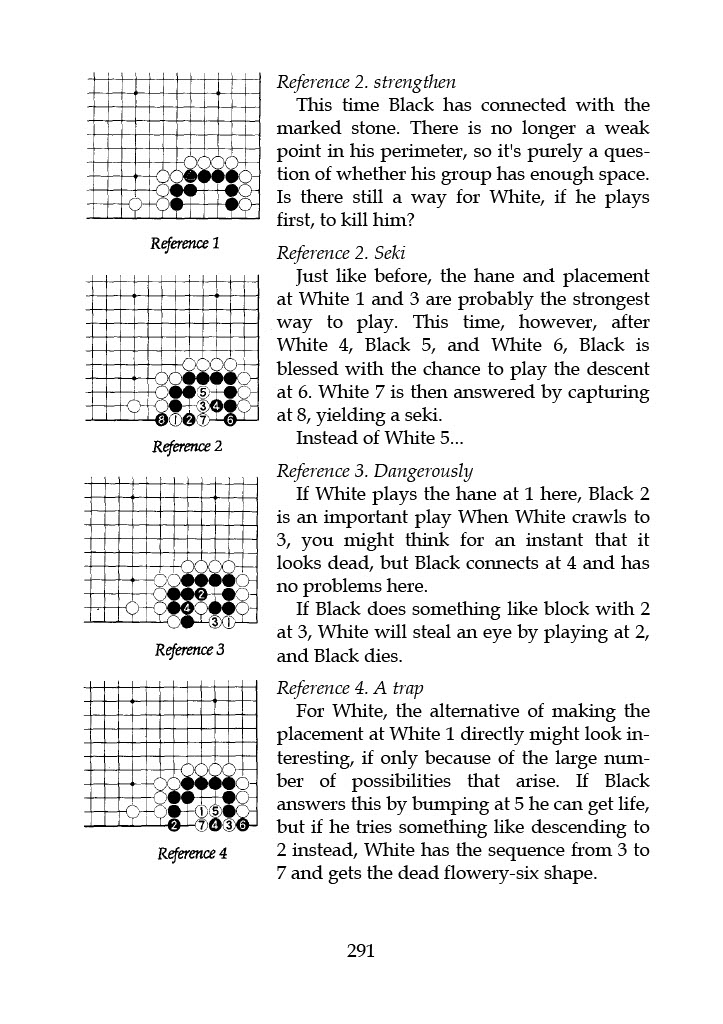 Reference 2. strengthen
This time Black has connected with the
marked stone. There is no longer a weak
point in his perimeter, so it's purely a ques-
tion of whether his group has enough space.
Is there still a way for White, if he plays
first, to kill him?
Reference 1
Reference 2. Seki
Just like before, the hane and placement
at White 1 and 3 are probably the strongest
way to play. This time, however, after
White 4, Black 5, and White 6, Black is
blessed with the chance to play the descent
at 6. White 7 is then answered by capturing
at 8, yielding a seki.
Instead of White 5...
5
3 4
8 1 2 7 6
Reference 2
Reference 3. Dangerously
If White plays the hane at 1 here, Black 2
is an important play When White crawls to
3, you might think for an instant that it
looks dead, but Black connects at 4 and has
no problems here.
If Black does something like block with 2
at 3, White will steal an eye by playing at 2,
and Black dies.
2
4
3 1
Reference 3
Reference 4. A trap
For White, the alternative of making the
placement at White 1 directly might look in-
teresting, if only because of the large num-
ber of possibilities that arise. If Black
answers this by bumping at 5 he can get life,
but if he tries something like descending to
2 instead, White has the sequence from 3 to
7 and gets the dead flowery-six shape.
1 5
2 7 4 3 6
Reference 4
291